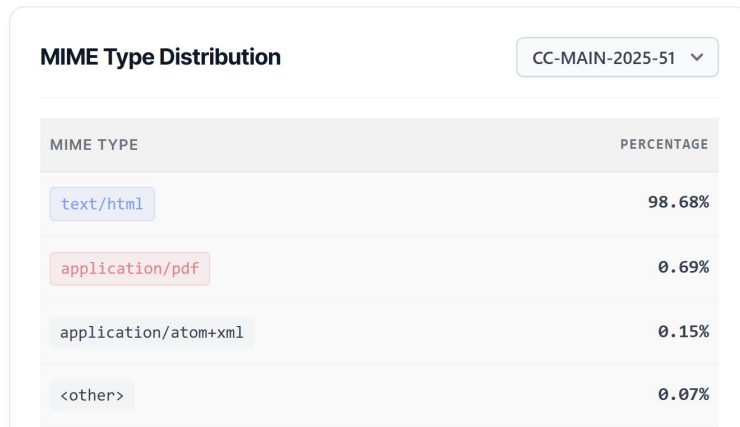 MIME Type Distribution
CC-MAIN-2025-51
MIME TYPE PERCENTAGE
text/html 98.68%
application/pdf 0.69%
application/atom+xml 0.15%
<other> 0.07%